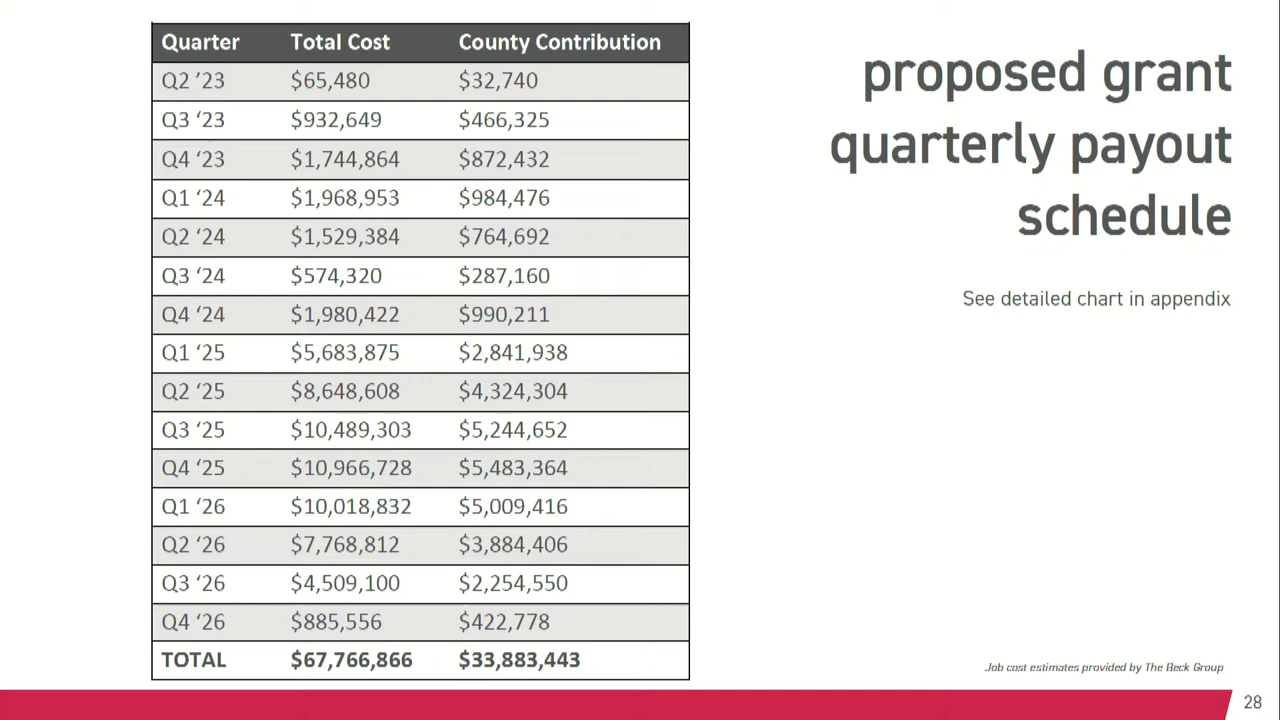 Quarter Total Cost County Contribution
Q2 ’23 $65,480 $32,740
Q3 ‘23 $932,649 $466,325
Q4 ‘23 $1,744,864 $872,432
Q1 ‘24 $1,968,953 $984,476
Q2 ‘24 $1,529,384 $764,692
Q3 ‘24 $574,320 $287,160
Q4 ‘24 $1,980,422 $990,211
Q1 ‘25 $5,683,875 $2,841,938
Q2 ‘25 $8,648,608 $4,324,304
Q3 ‘25 $10,489,303 $5,244,652
Q4 ‘25 $10,966,728 $5,483,364
Q1 ‘26 $10,018,832 $5,009,416
Q2 ‘26 $7,768,812 $3,884,406
Q3 ‘26 $4,509,100 $2,254,550
Q4 ‘26 $885,556 $422,778
TOTAL $67,766,866 $33,883,443
proposed grant
quarterly payout
schedule
See detailed chart in appendix
Job cost estimates provided by The Beck Group
28